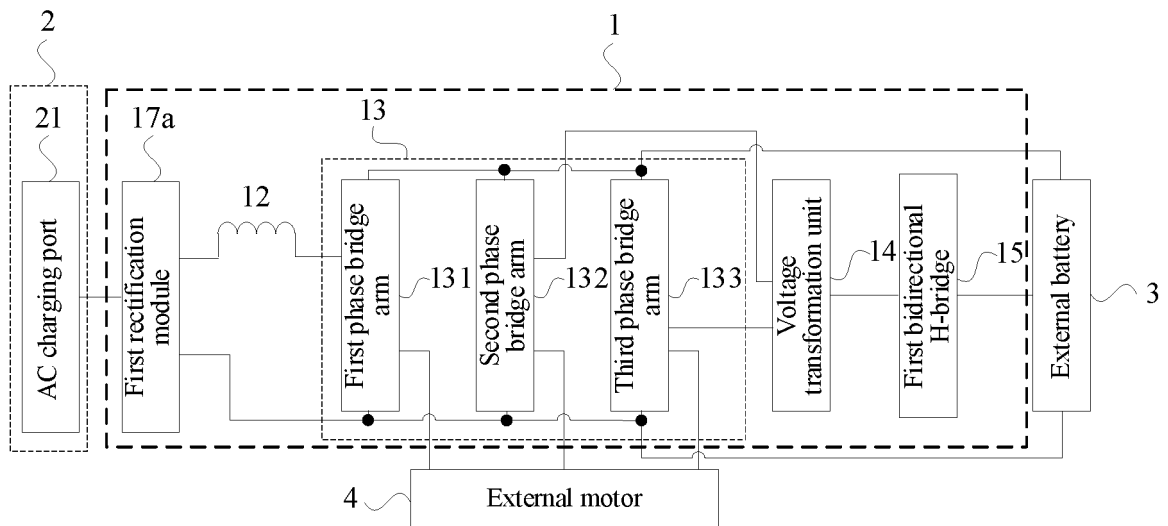 1
2
21
17a
13
12
AC charging port
First rectification
module
First phase bridge
arm
131
Second phase
bridge arm
132
Third phase bridge
arm
133
Voltage
transformation unit
14
First bidirectional
H-bridge
15
External battery
3
4
External motor